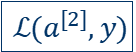 ℒ(a^[2], y)